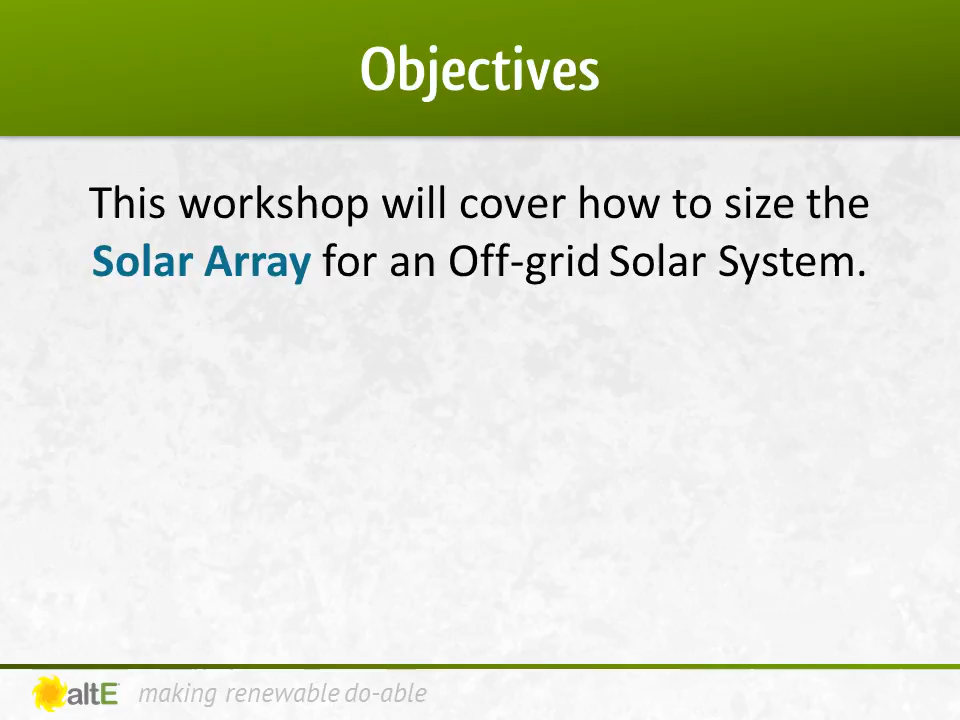 Objectives
This workshop will cover how to size the
Solar Array for an Off-grid Solar System.
altE making renewable do-able